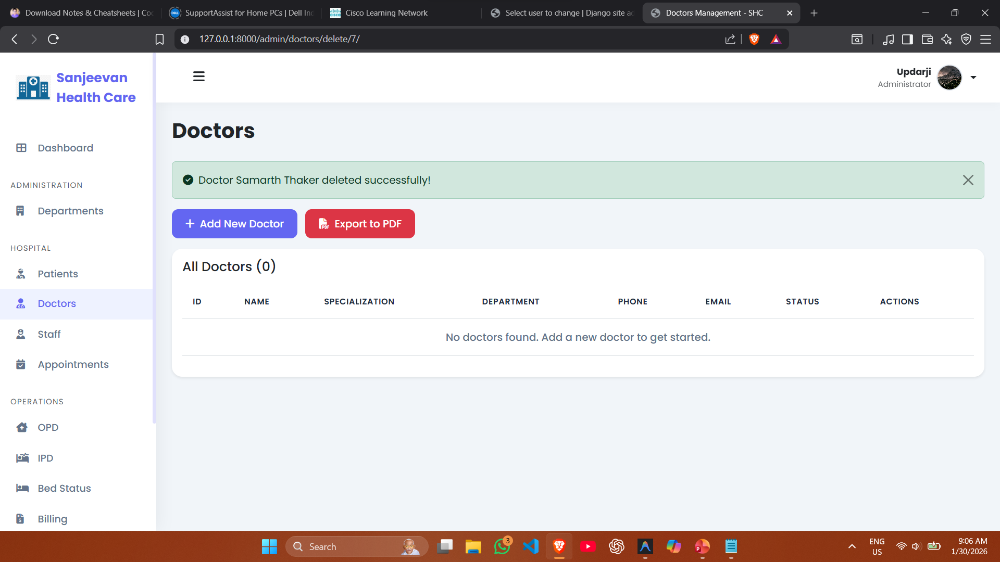 Download Notes & Cheatsheets | Co
SupportAssist for Home PCs | Dell In
Cisco Learning Network
Select user to change | Django site a
Doctors Management - SHC
127.0.0.1:8000/admin/doctors/delete/7/
Sanjeevan
Health Care
Updarji
Administrator
Dashboard
ADMINISTRATION
Departments
HOSPITAL
Patients
Doctors
Staff
Appointments
OPERATIONS
OPD
IPD
Bed Status
Billing
Doctors
Doctor Samarth Thaker deleted successfully!
Add New Doctor
PDF
Export to PDF
All Doctors (0)
ID NAME SPECIALIZATION DEPARTMENT PHONE EMAIL STATUS ACTIONS
No doctors found. Add a new doctor to get started.
Search
3
ENG
US
9:06 AM
1/30/2026